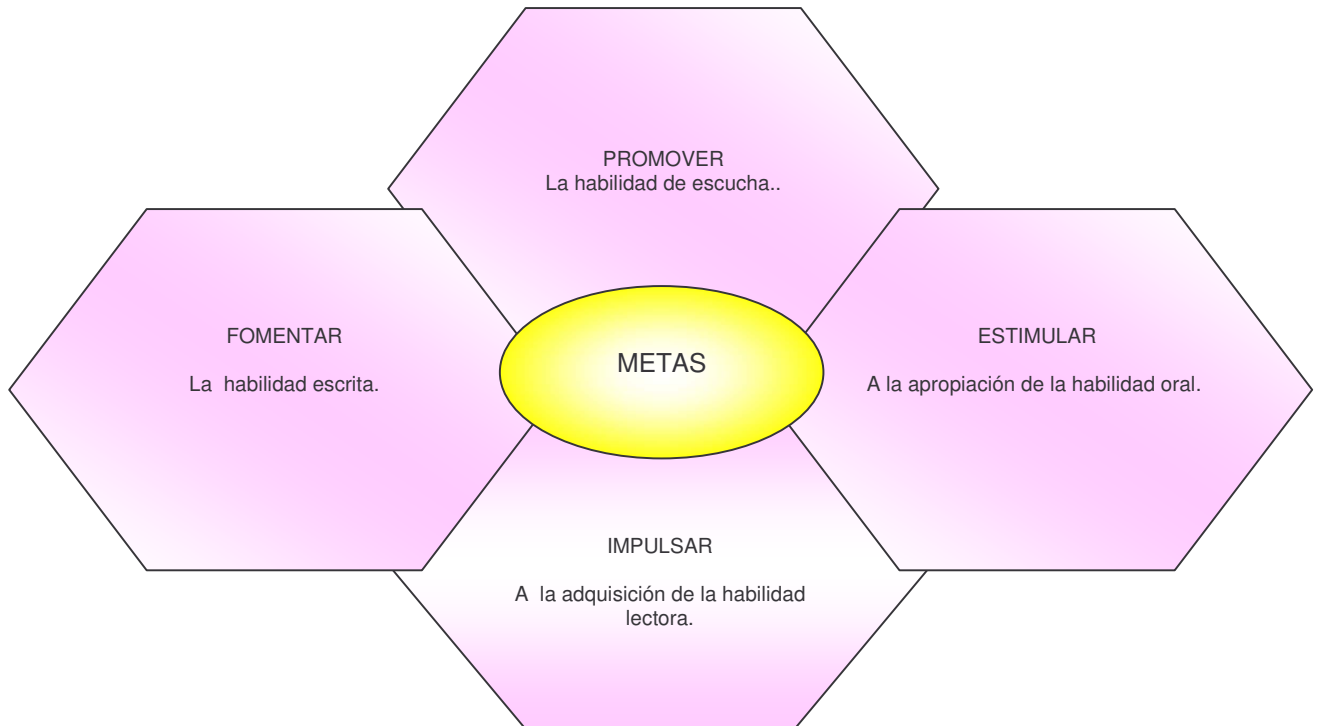 PROMOVER
La habilidad de escucha..
FOMENTAR
La  habilidad escrita.
METAS
ESTIMULAR
A la apropiación de la habilidad oral.
IMPULSAR
A  la adquisición de la habilidad
lectora.